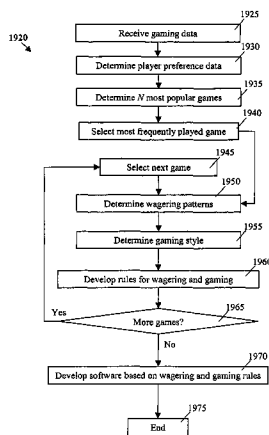 1920
1925
Receive gaming data
1930
Determine player preference data
1935
Determine N most popular games
1940
Select most frequently played game
1945
Select next game
1950
Determine wagering patterns
1955
Determine gaming style
1960
Develop rules for wagering and gaming
1965
Yes
More games?
No
1970
Develop software based on wagering and gaming rules
1975
End